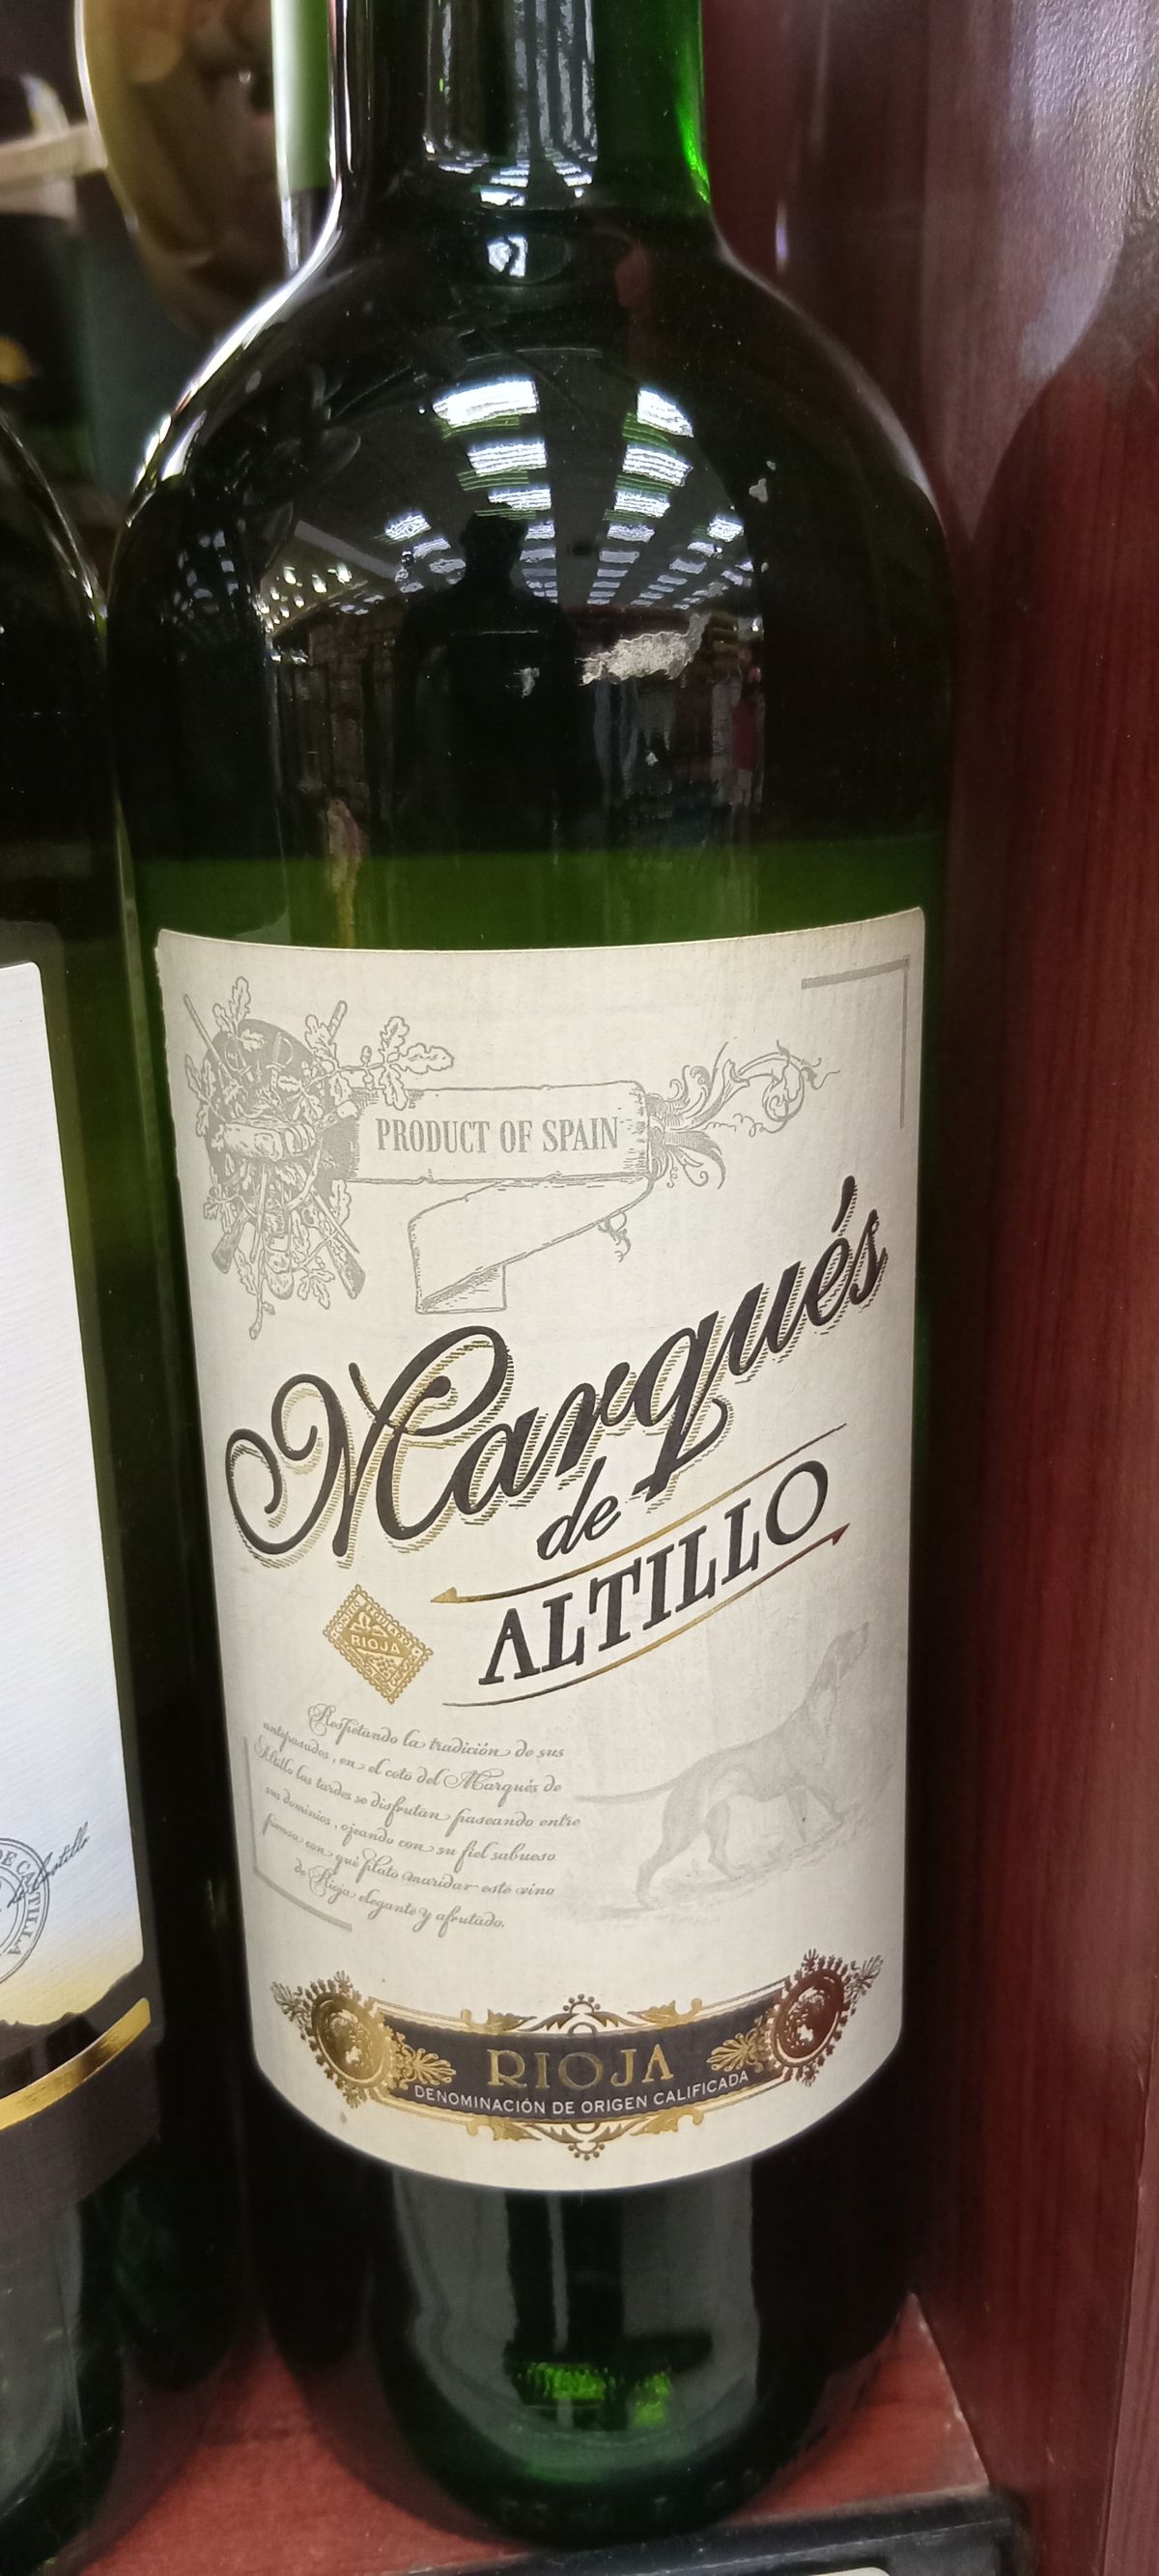 PRODUCT OF SPAIN
Marqués
de
ALTILLO
RIOJA
Respetando la tradición de sus
antepasados, en el coto del Marqués de
Altillo las tardes se disfrutan paseando entre
sus dominios, ojeando con su fiel sabueso
piensa con qué plato maridar este vino
de Rioja elegante y afrutado.
RIOJA
DENOMINACIÓN DE ORIGEN CALIFICADA
DE CASTILLA